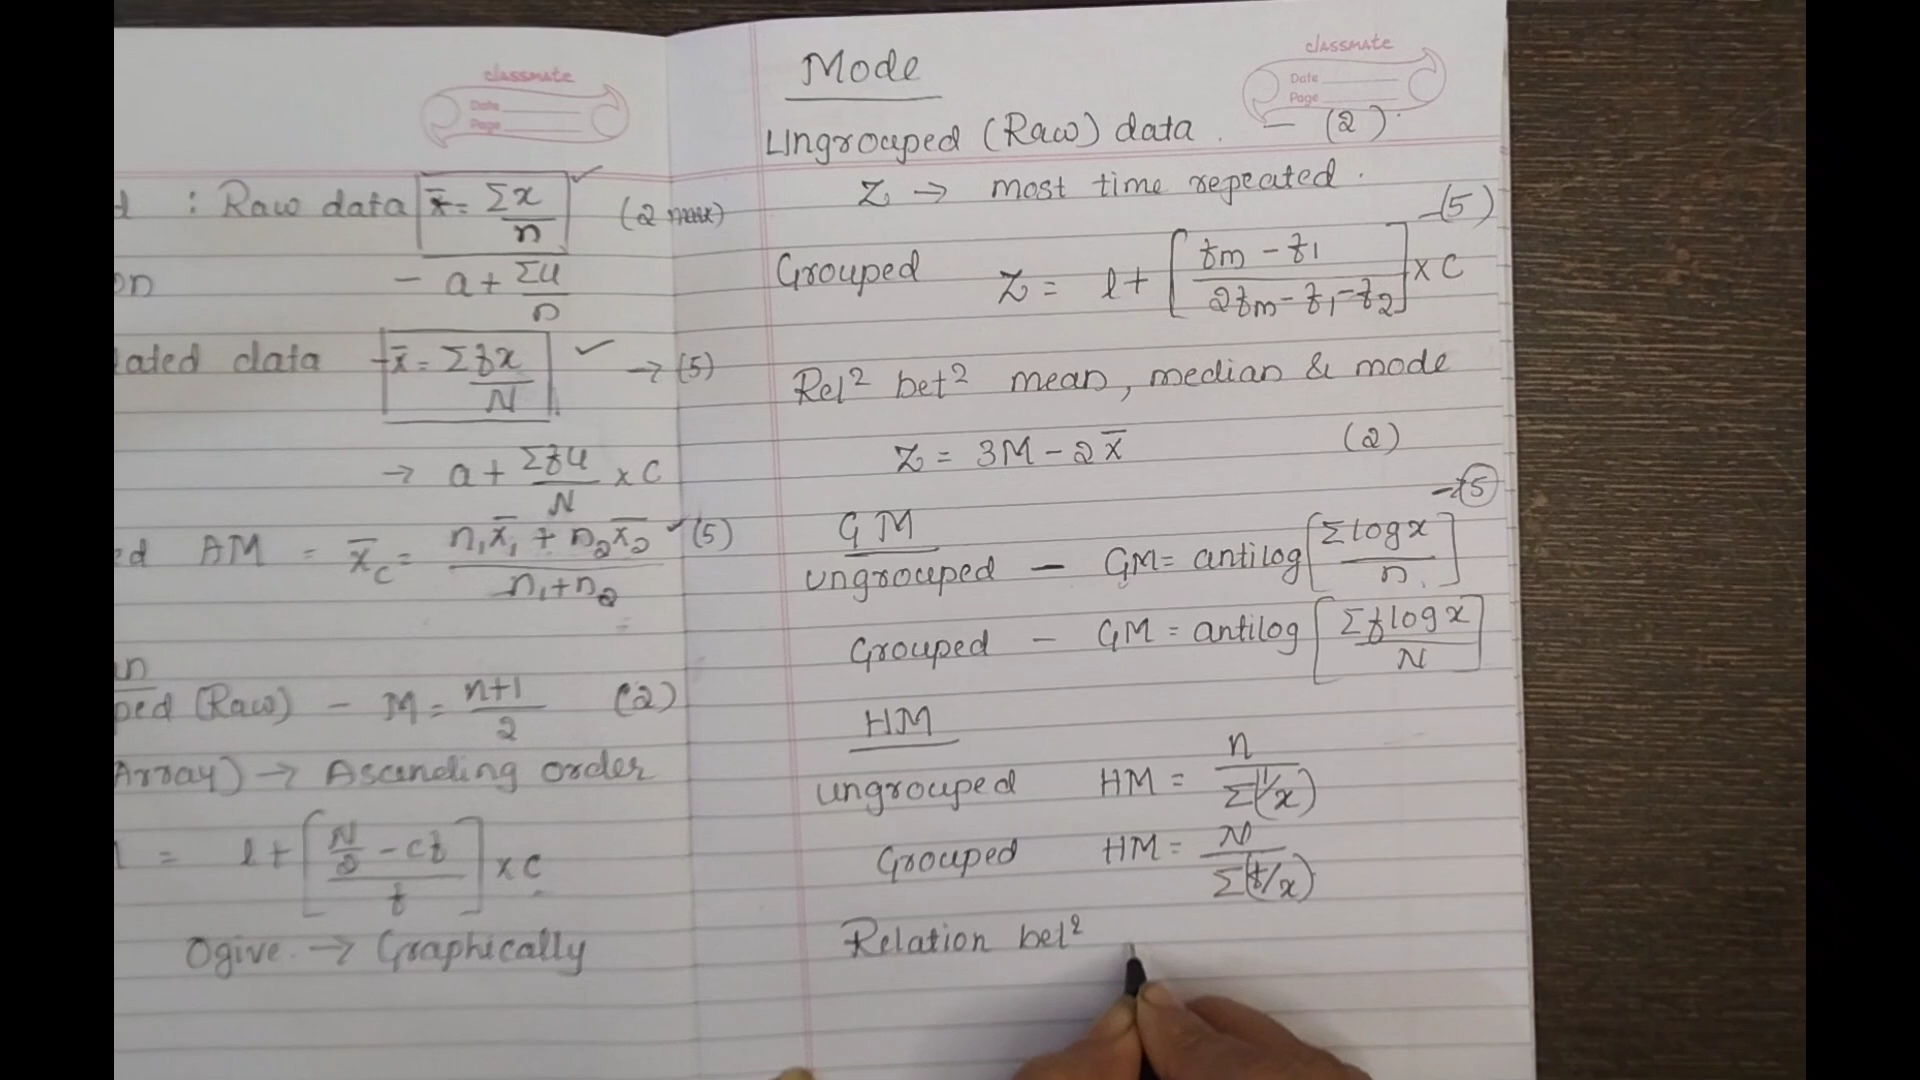 classmate
Date
Page
: Raw data x̄ = Σx/n ✓ (2
on - a + Σu/n
ated data x̄ = Σfx/N ✓ → (5)
→ a + Σfu/N × C
ed AM = x̄c = n₁x̄₁ + n₂x̄₂ / n₁+n₂ ✓ (5)
n
ped (Raw) - M = n+1/2 (2)
Array) → Ascending order
= l + [N/2 - cf / f] × C
Ogive → Graphically
classmate
Date
Page
Mode
Ungrouped (Raw) data. - (2)
Z → most time repeated.
-(5)
Grouped Z = l + [fm - f1 / 2fm - f1 - f2] × C
Rel² bet² mean, median & mode
Z = 3M - 2x̄ (2)
GM -(5)
ungrouped - GM = antilog [Σlogx / n]
Grouped - GM = antilog [Σflogx / N]
HM
ungrouped HM = n / Σ(1/x)
Grouped HM = N / Σ(f/x)
Relation bet²